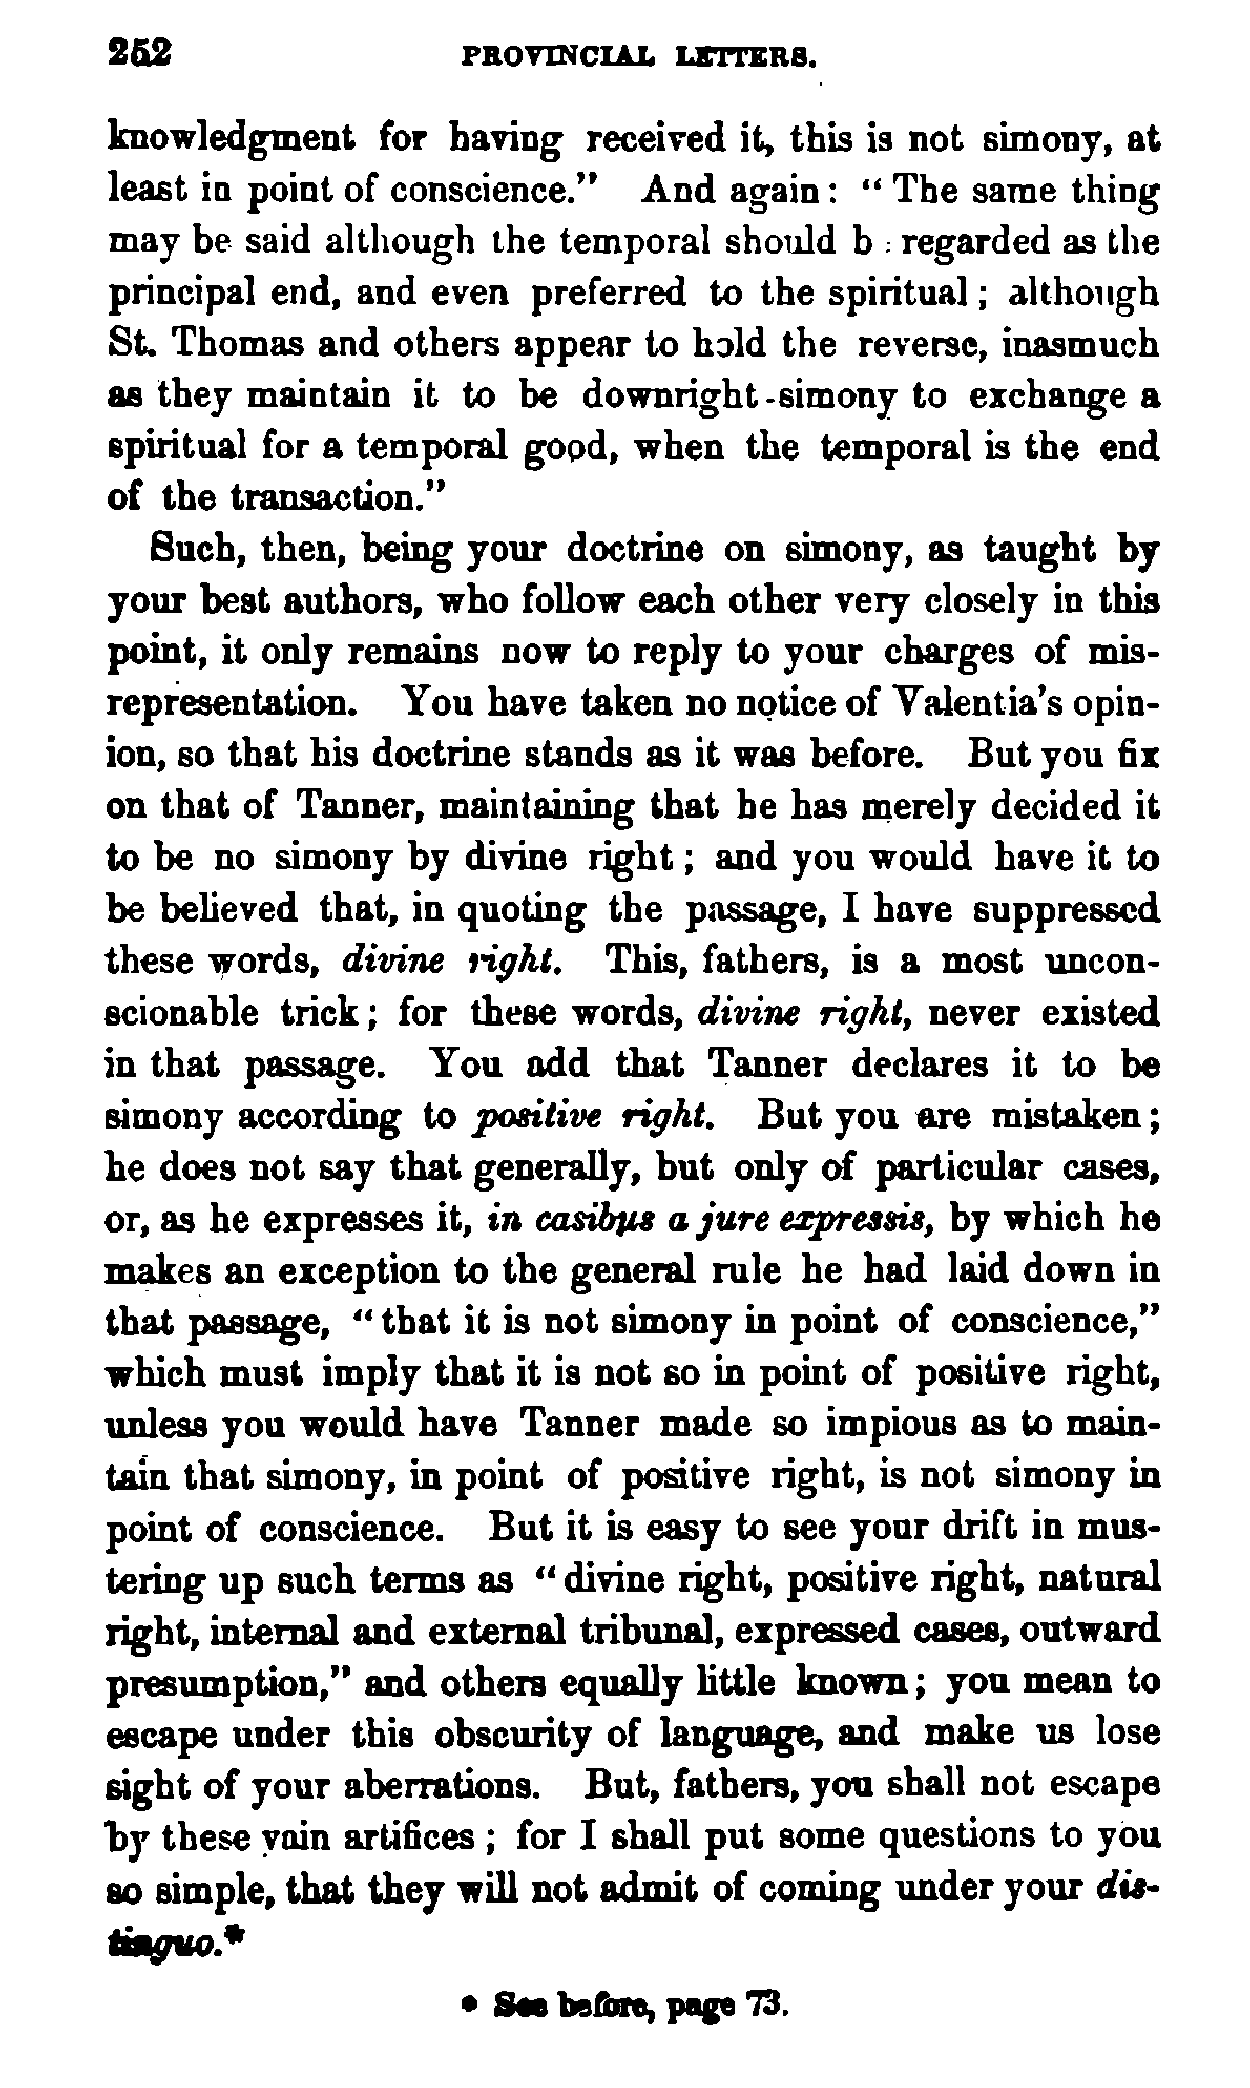 252 PROVINCIAL LETTERS.
knowledgment for having received it, this is not simony, at
least in point of conscience." And again: "The same thing
may be said although the temporal should b : regarded as the
principal end, and even preferred to the spiritual; although
St. Thomas and others appear to hold the reverse, inasmuch
as they maintain it to be downright-simony to exchange a
spiritual for a temporal good, when the temporal is the end
of the transaction."
Such, then, being your doctrine on simony, as taught by
your best authors, who follow each other very closely in this
point, it only remains now to reply to your charges of mis-
representation. You have taken no notice of Valentia's opin-
ion, so that his doctrine stands as it was before. But you fix
on that of Tanner, maintaining that he has merely decided it
to be no simony by divine right; and you would have it to
be believed that, in quoting the passage, I have suppressed
these words, divine right. This, fathers, is a most uncon-
scionable trick; for these words, divine right, never existed
in that passage. You add that Tanner declares it to be
simony according to positive right. But you are mistaken;
he does not say that generally, but only of particular cases,
or, as he expresses it, in casibus a jure expressis, by which he
makes an exception to the general rule he had laid down in
that passage, "that it is not simony in point of conscience,"
which must imply that it is not so in point of positive right,
unless you would have Tanner made so impious as to main-
tain that simony, in point of positive right, is not simony in
point of conscience. But it is easy to see your drift in mus-
tering up such terms as "divine right, positive right, natural
right, internal and external tribunal, expressed cases, outward
presumption," and others equally little known; you mean to
escape under this obscurity of language, and make us lose
sight of your aberrations. But, fathers, you shall not escape
by these vain artifices; for I shall put some questions to you
so simple, that they will not admit of coming under your dis-
tinguo.*
* See before, page 73.